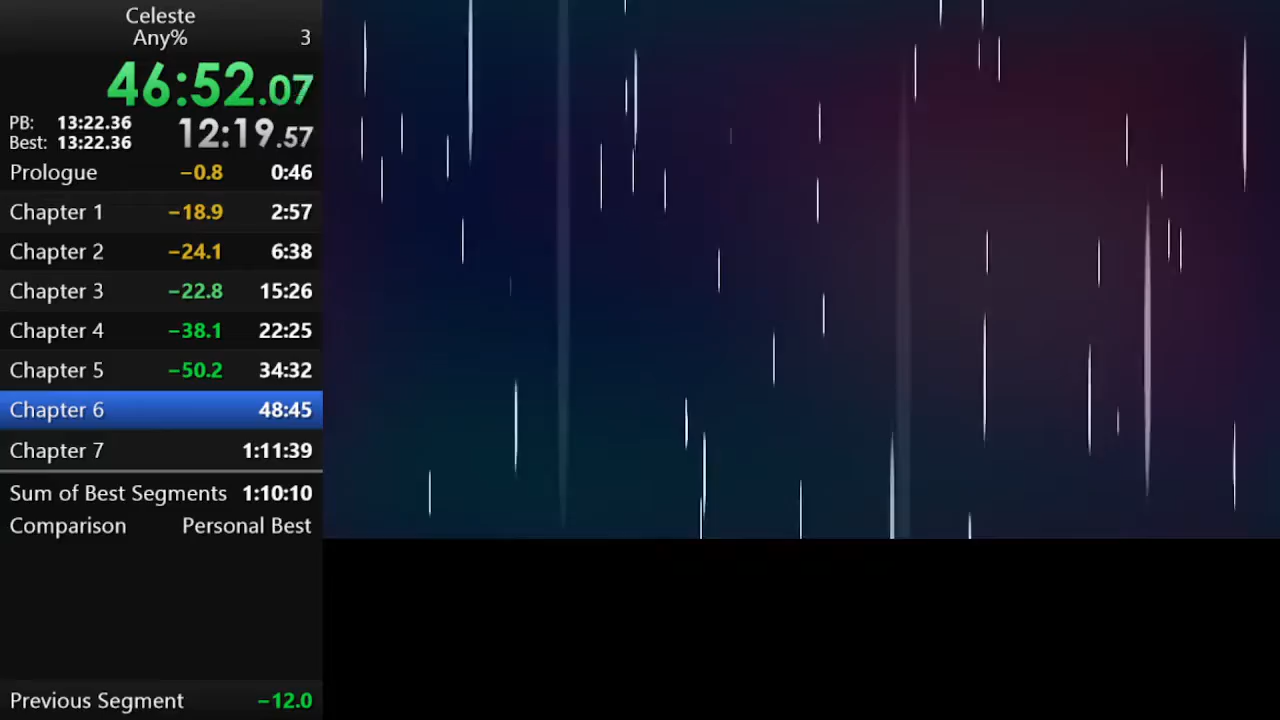 Celeste
Any% 3
46:52.07
PB: 13:22.36 12:19.57
Best: 13:22.36
Prologue −0.8 0:46
Chapter 1 −18.9 2:57
Chapter 2 −24.1 6:38
Chapter 3 −22.8 15:26
Chapter 4 −38.1 22:25
Chapter 5 −50.2 34:32
Chapter 6 48:45
Chapter 7 1:11:39
Sum of Best Segments 1:10:10
Comparison Personal Best
Previous Segment −12.0